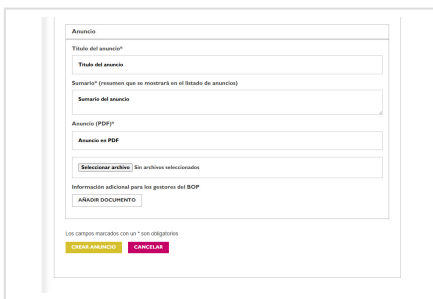 Anuncio
Título del anuncio*
Título del anuncio
Sumario* (resumen que se mostrará en el listado de anuncios)
Sumario del anuncio
Anuncio (PDF)*
Anuncio en PDF
Seleccionar archivo Sin archivos seleccionados
Información adicional para los gestores del BOP
AÑADIR DOCUMENTO
Los campos marcados con un * son obligatorios
CREAR ANUNCIO CANCELAR